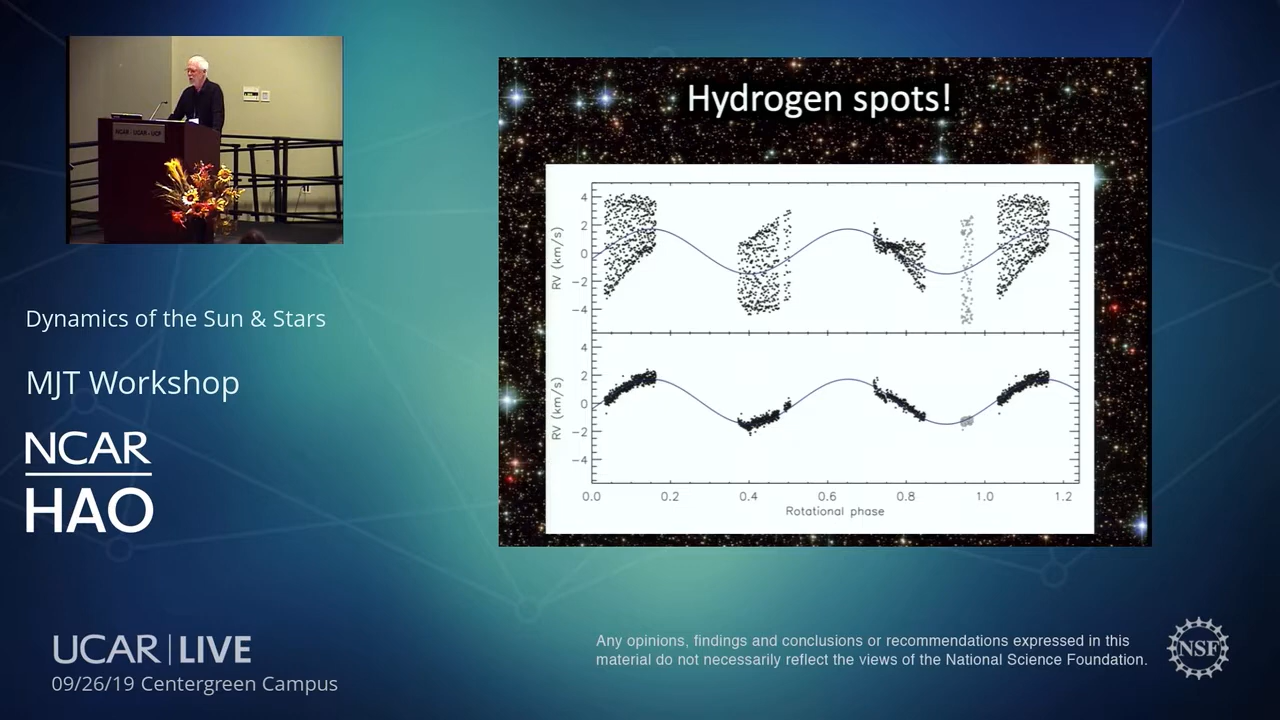 NCAR - UCAR - UCP
Dynamics of the Sun & Stars
MJT Workshop
NCAR
HAO
UCAR | LIVE
09/26/19 Centergreen Campus
Hydrogen spots!
4
2
0
−2
−4
RV (km/s)
4
2
0
−2
−4
RV (km/s)
0.0 0.2 0.4 0.6 0.8 1.0 1.2
Rotational phase
Any opinions, findings and conclusions or recommendations expressed in this
material do not necessarily reflect the views of the National Science Foundation.
NSF